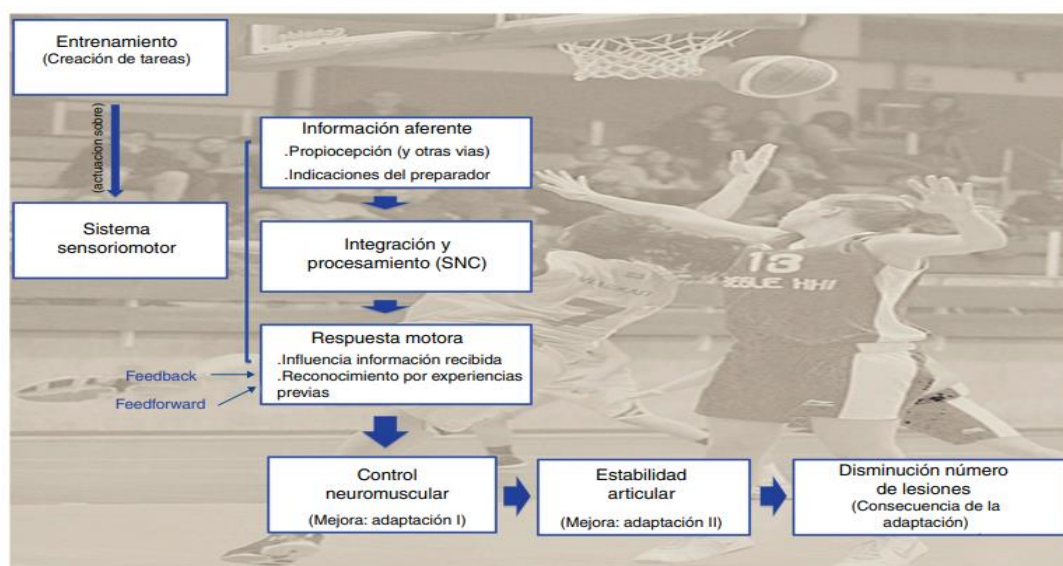 Entrenamiento
(Creación de tareas)
(actuacion sobre)
Sistema
sensoriomotor
Información aferente
.Propiocepción (y otras vias)
.Indicaciones del preparador
Integración y
procesamiento (SNC)
Respuesta motora
.Influencia información recibida
.Reconocimiento por experiencias
previas
Feedback
Feedforward
Control
neuromuscular
(Mejora: adaptación I)
Estabilidad
articular
(Mejora: adaptación II)
Disminución número
de lesiones
(Consecuencia de la
adaptación)
13